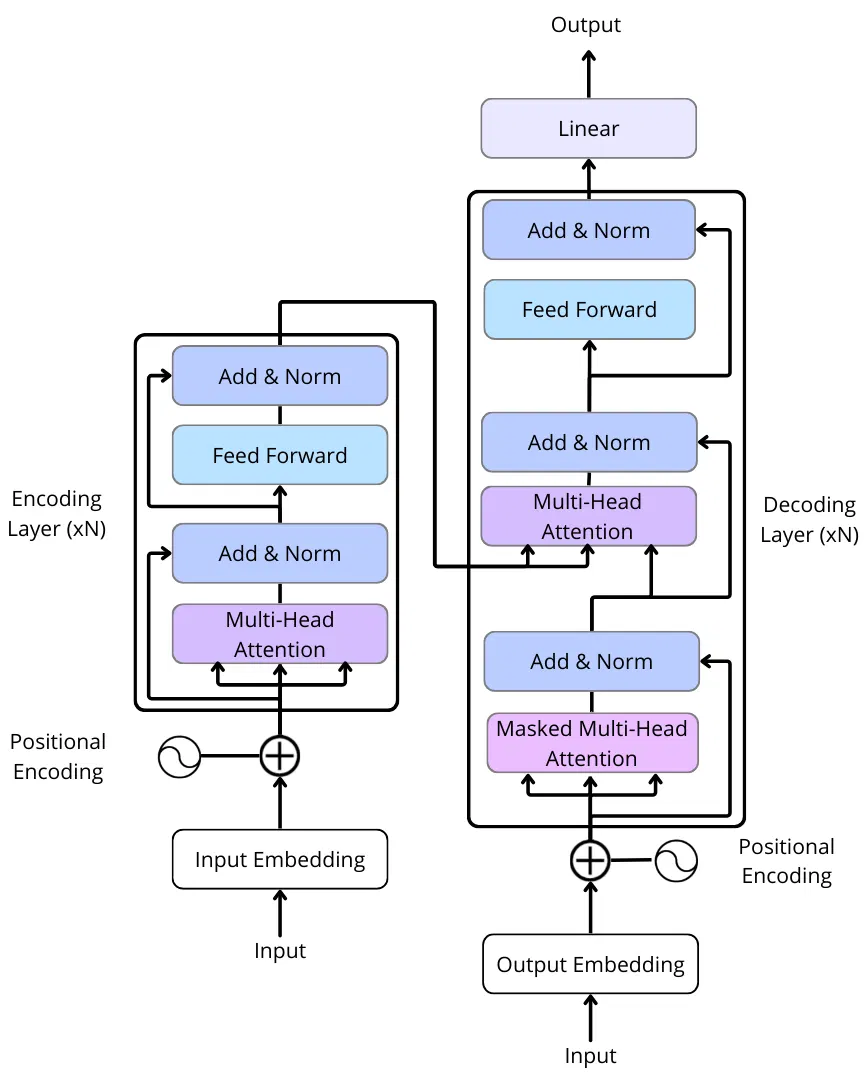 Output
Linear
Add & Norm
Feed Forward
Add & Norm
Multi-Head
Attention
Add & Norm
Masked Multi-Head
Attention
Decoding
Layer (xN)
Positional
Encoding
Output Embedding
Input
Add & Norm
Feed Forward
Add & Norm
Multi-Head
Attention
Encoding
Layer (xN)
Positional
Encoding
Input Embedding
Input